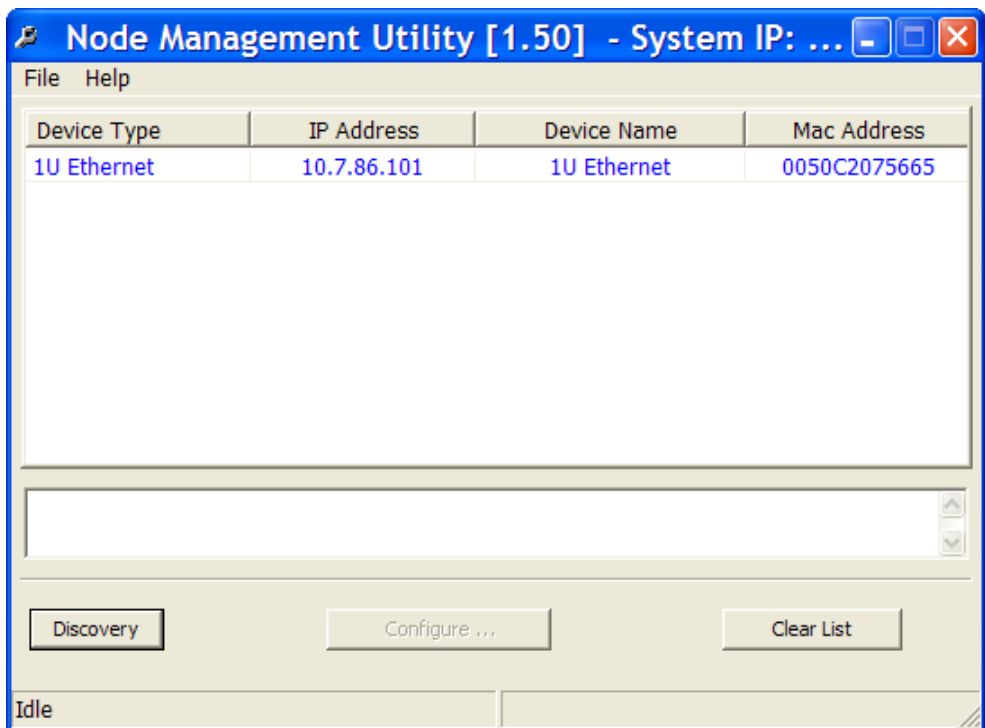 Node Management Utility [1.50] - System IP: ...
File Help
Device Type IP Address Device Name Mac Address
1U Ethernet 10.7.86.101 1U Ethernet 0050C2075665
Discovery Configure ... Clear List
Idle